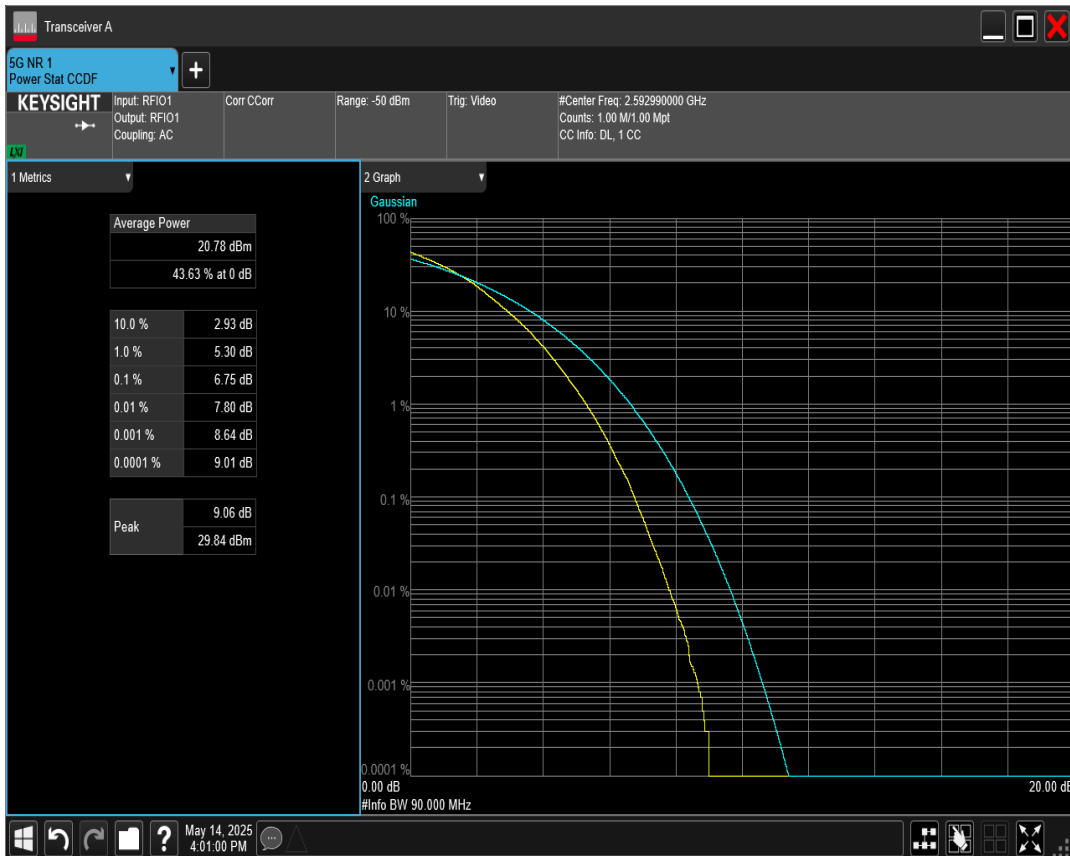 Transceiver A
5G NR 1
Power Stat CCDF
KEYSIGHT
LXI
Input: RFIO1
Output: RFIO1
Coupling: AC
Corr CCorr
Range: -50 dBm
Trig: Video
#Center Freq: 2.592990000 GHz
Counts: 1.00 M/1.00 Mpt
CC Info: DL, 1 CC
1 Metrics
Average Power
20.78 dBm
43.63 % at 0 dB
10.0 % 2.93 dB
1.0 % 5.30 dB
0.1 % 6.75 dB
0.01 % 7.80 dB
0.001 % 8.64 dB
0.0001 % 9.01 dB
Peak 9.06 dB
29.84 dBm
2 Graph
Gaussian
100 %
10 %
1 %
0.1 %
0.01 %
0.001 %
0.0001 %
0.00 dB 20.00 dB
#Info BW 90.000 MHz
May 14, 2025
4:01:00 PM